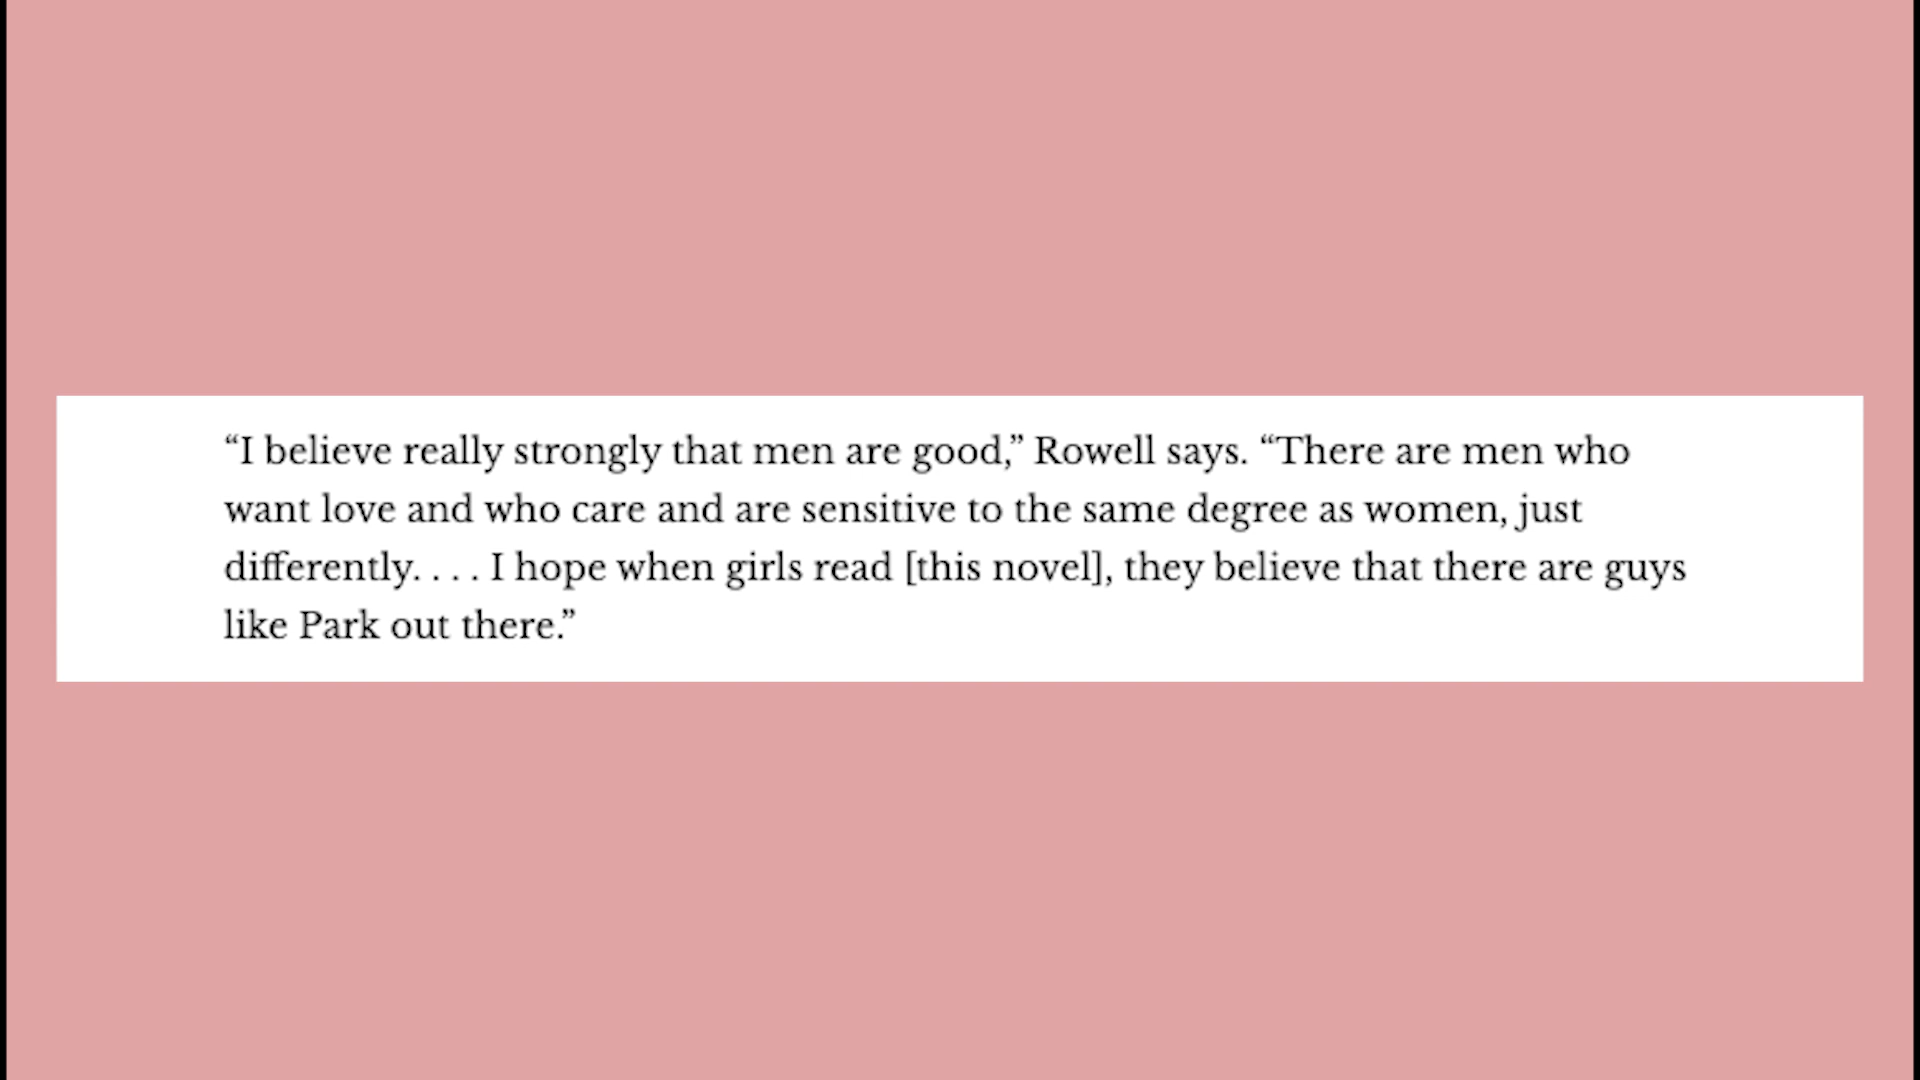 “I believe really strongly that men are good,” Rowell says. “There are men who
want love and who care and are sensitive to the same degree as women, just
differently. . . . I hope when girls read [this novel], they believe that there are guys
like Park out there.”